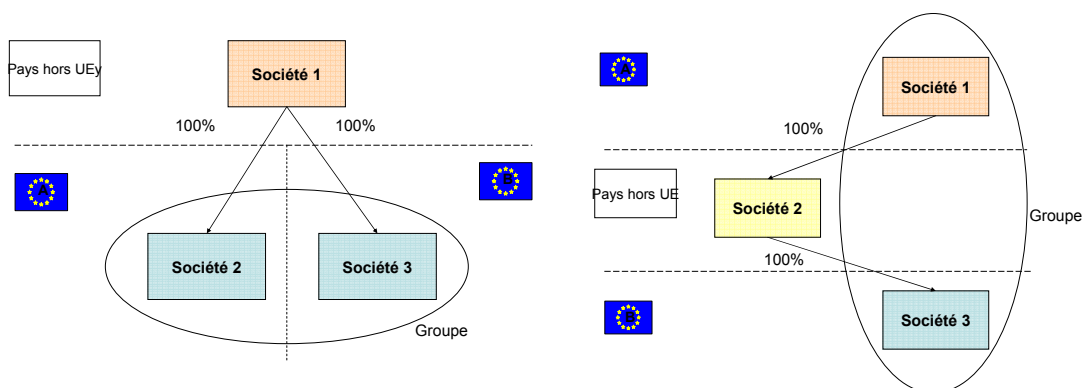 Pays hors UEy
Société 1
100%
100%
A
B
Société 2
Société 3
Groupe
A
Société 1
100%
Pays hors UE
Société 2
Groupe
100%
B
Société 3